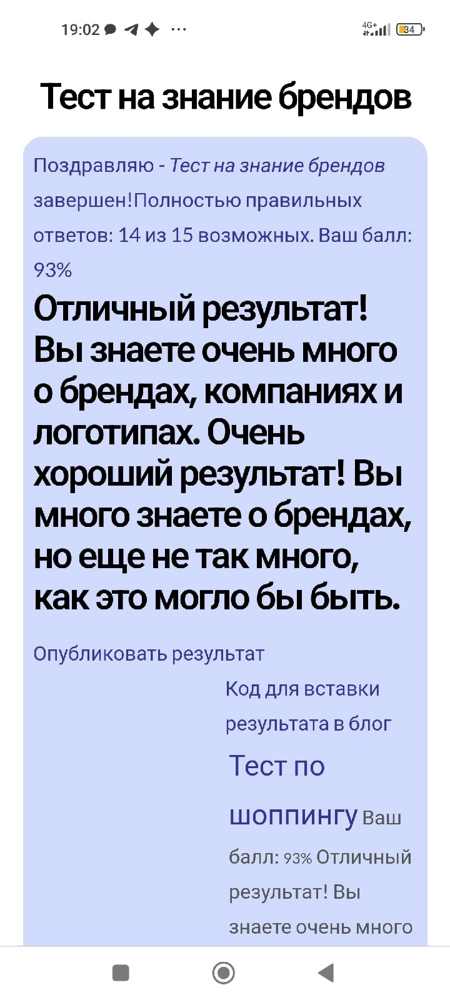 19:02
4G+
34
Тест на знание брендов
Поздравляю - Тест на знание брендов
завершен!Полностью правильных
ответов: 14 из 15 возможных. Ваш балл:
93%
Отличный результат!
Вы знаете очень много
о брендах, компаниях и
логотипах. Очень
хороший результат! Вы
много знаете о брендах,
но еще не так много,
как это могло бы быть.
Опубликовать результат
Код для вставки
результата в блог
Тест по
шоппингу Ваш
балл: 93% Отличный
результат! Вы
знаете очень много